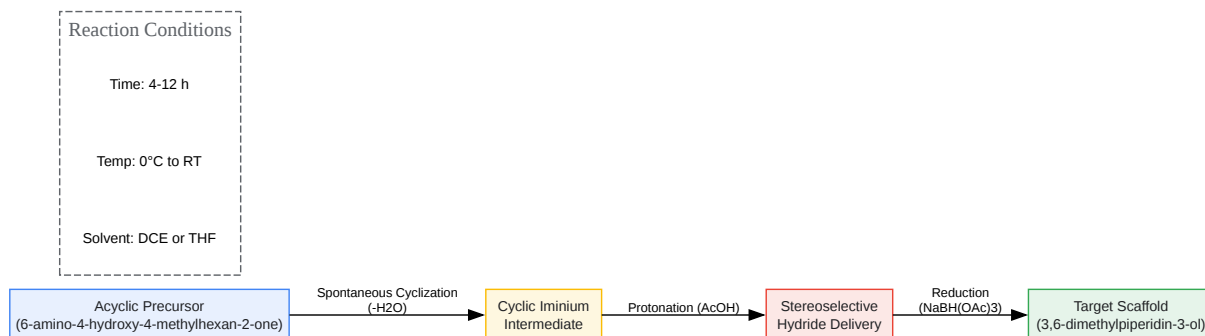 Reaction Conditions
Time: 4-12 h
Temp: 0°C to RT
Solvent: DCE or THF
Acyclic Precursor
(6-amino-4-hydroxy-4-methylhexan-2-one)
Spontaneous Cyclization
(-H2O)
Cyclic Iminium
Intermediate
Protonation (AcOH)
Stereoselective
Hydride Delivery
Reduction
(NaBH(OAc)3)
Target Scaffold
(3,6-dimethylpiperidin-3-ol)